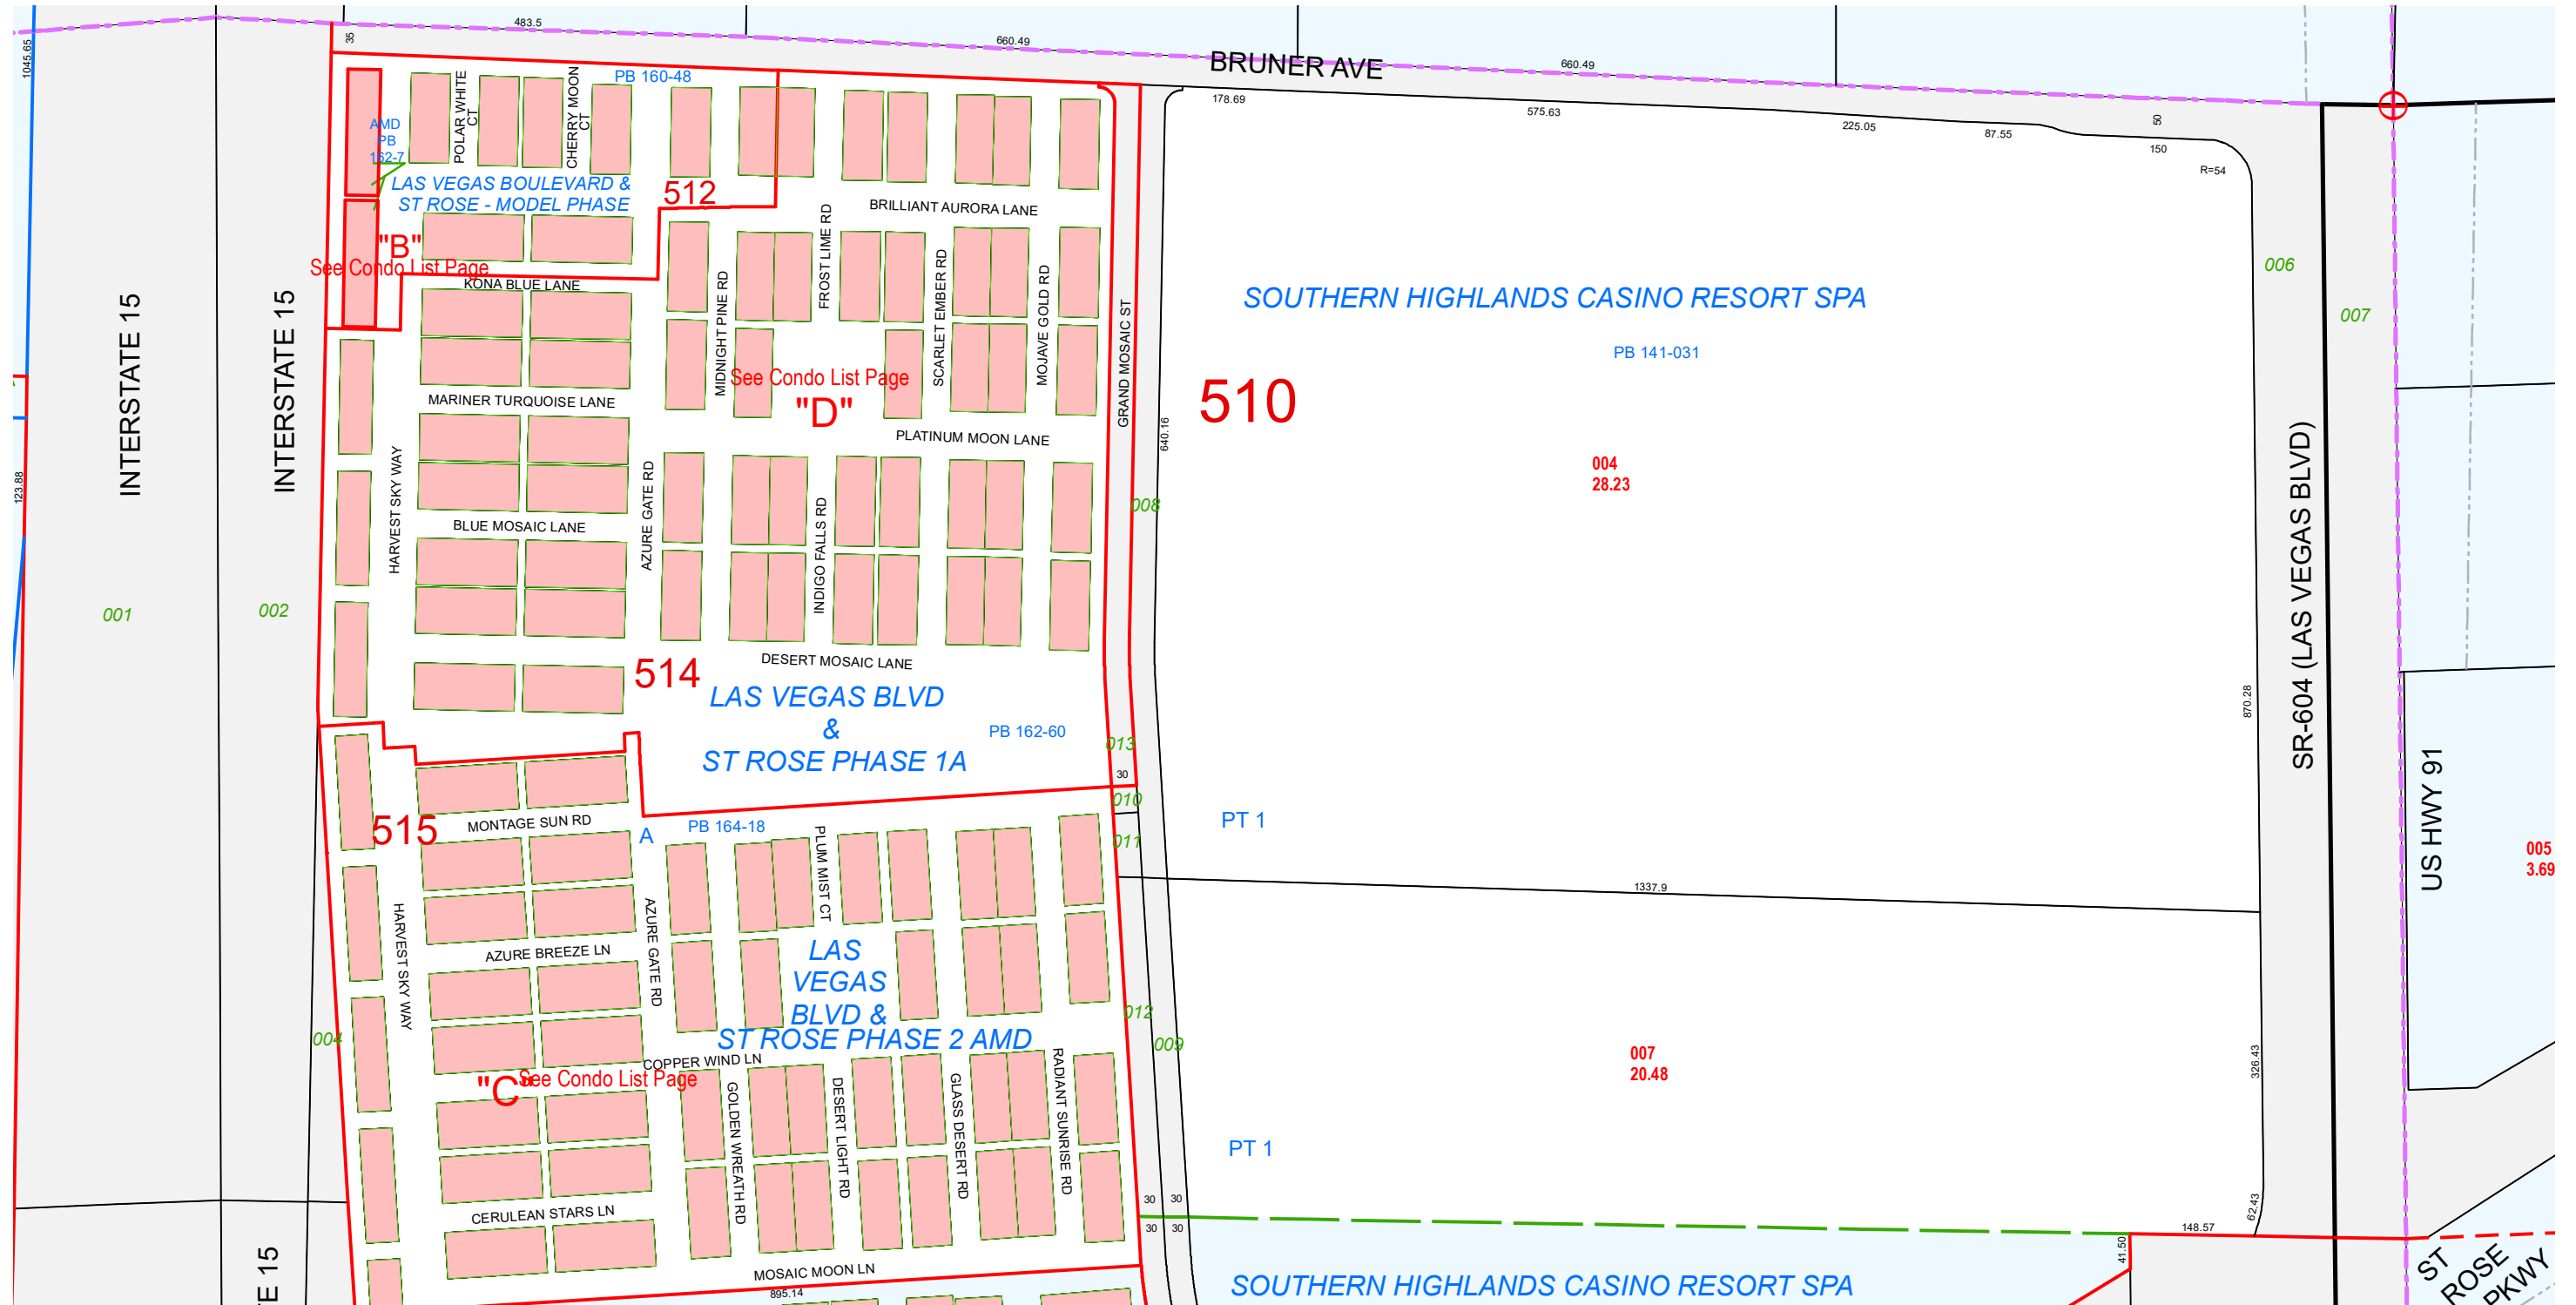 483.5
35
1045.65
660.49
BRUNER AVE
660.49
PB 160-48
POLAR WHITE
CT
CHERRY MOON
CT
AMD
PB
162-7
178.69
575.63
225.05
87.55
50
150
R=54
LAS VEGAS BOULEVARD &
ST ROSE - MODEL PHASE
512
BRILLIANT AURORA LANE
"B"
See Condo List Page
KONA BLUE LANE
INTERSTATE 15
INTERSTATE 15
MIDNIGHT PINE RD
FROST LIME RD
SCARLET EMBER RD
MOJAVE GOLD RD
GRAND MOSAIC ST
SOUTHERN HIGHLANDS CASINO RESORT SPA
PB 141-031
006
007
See Condo List Page
"D"
510
MARINER TURQUOISE LANE
PLATINUM MOON LANE
640.16
004
28.23
123.88
HARVEST SKY WAY
AZURE GATE RD
INDIGO FALLS RD
008
BLUE MOSAIC LANE
SR-604 (LAS VEGAS BLVD)
001
002
514
DESERT MOSAIC LANE
LAS VEGAS BLVD
&
ST ROSE PHASE 1A
PB 162-60
870.28
013
30
010
011
US HWY 91
005
3.69
515
MONTAGE SUN RD
A
PB 164-18
PLUM MIST CT
PT 1
1337.9
HARVEST SKY WAY
AZURE GATE RD
AZURE BREEZE LN
LAS
VEGAS
BLVD &
ST ROSE PHASE 2 AMD
012
009
004
COPPER WIND LN
"C"
See Condo List Page
007
20.48
326.43
GOLDEN WREATH RD
DESERT LIGHT RD
GLASS DESERT RD
RADIANT SUNRISE RD
PT 1
30
30
30
30
62.43
CERULEAN STARS LN
148.57
41.50
MOSAIC MOON LN
895.14
TE 15
SOUTHERN HIGHLANDS CASINO RESORT SPA
ST
ROSE
PKWY